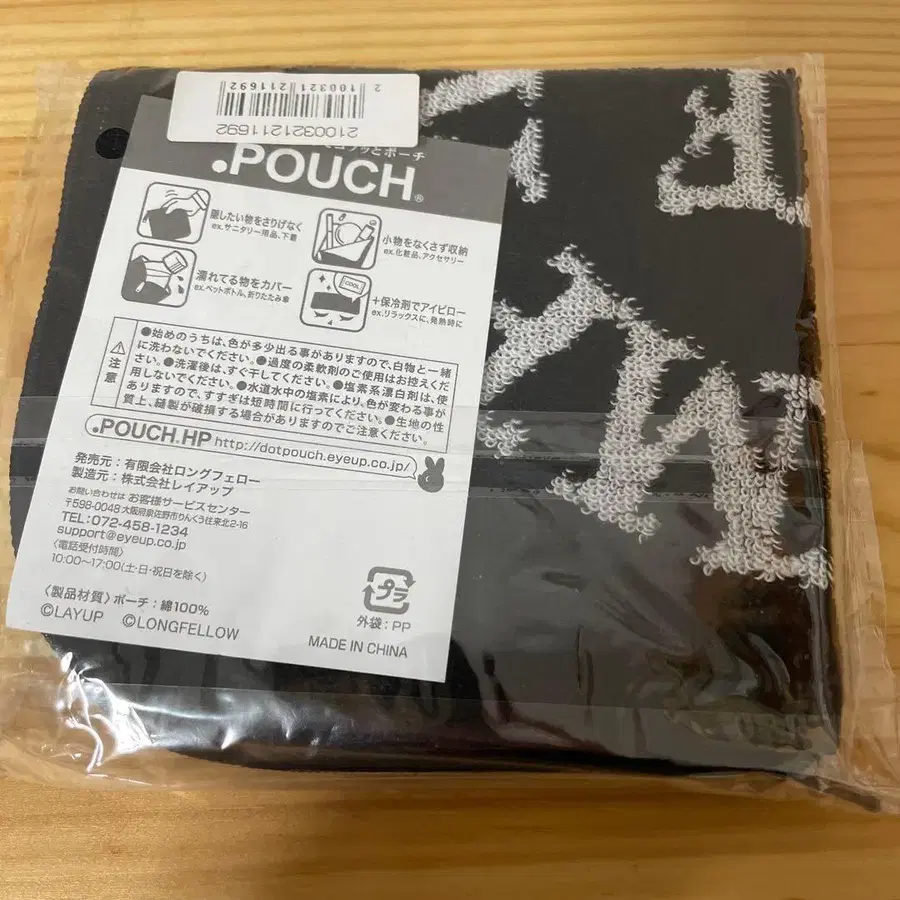 2100321211692
2 100321 211692
コソッとポーチ
.POUCH®
隠したい物をさりげなく
ex.サニタリー用品、下着
小物をなくさず収納
ex.化粧品、アクセサリー
濡れてる物をカバー
ex.ペットボトル、折りたたみ傘
COOL
+保冷剤でアイピロー
ex.リラックスに、発熱時に
注意
●始めのうちは、色が多少出る事がありますので、白物と一緒
に洗わないでください。●過度の柔軟剤のご使用はお控えくだ
さい。●洗濯後は、すぐ干してください。●塩素系漂白剤は、使
用しないでください。●水道水中の塩素により、色が変わる事が
ありますので、すすぎは短時間に行ってください。●生地の性
質上、縫製が破損する場合がありますのでご注意ください。
.POUCH.HP http://dotpouch.eyeup.co.jp/
発売元:有限会社ロングフェロー
製造元:株式会社レイアップ
お問い合わせは お客様サービスセンター
〒598-0048 大阪府泉佐野市りんくう往来北2-16
TEL:072-458-1234
support@eyeup.co.jp
〈電話受付時間〉
10:00~17:00(土・日・祝日を除く)
〈製品材質〉ポーチ:綿100%
©LAYUP ©LONGFELLOW
プラ
外袋:PP
MADE IN CHINA